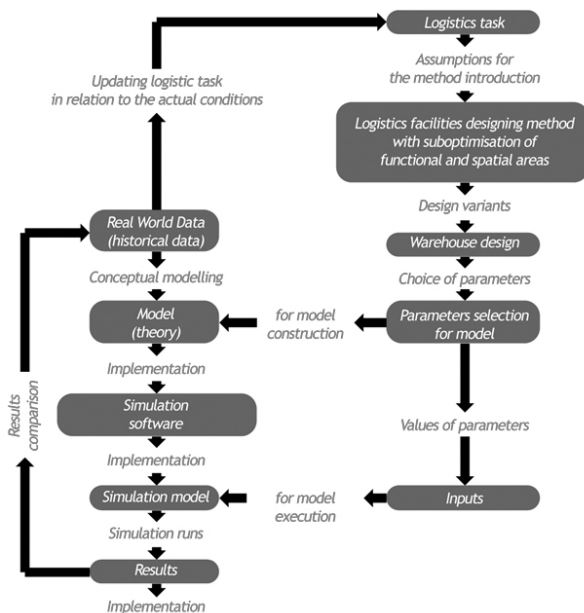 Logistics task
Updating logistic task
in relation to the actual conditions
Assumptions for
the method introduction
Logistics facilities designing method
with suboptimisation of
functional and spatial areas
Design variants
Real World Data
(historical data)
Warehouse design
Conceptual modelling
Choice of parameters
Model
(theory)
for model
construction
Parameters selection
for model
Implementation
Simulation
software
Results
comparison
Values of parameters
Implementation
Simulation model
for model
execution
Inputs
Simulation runs
Results
Implementation